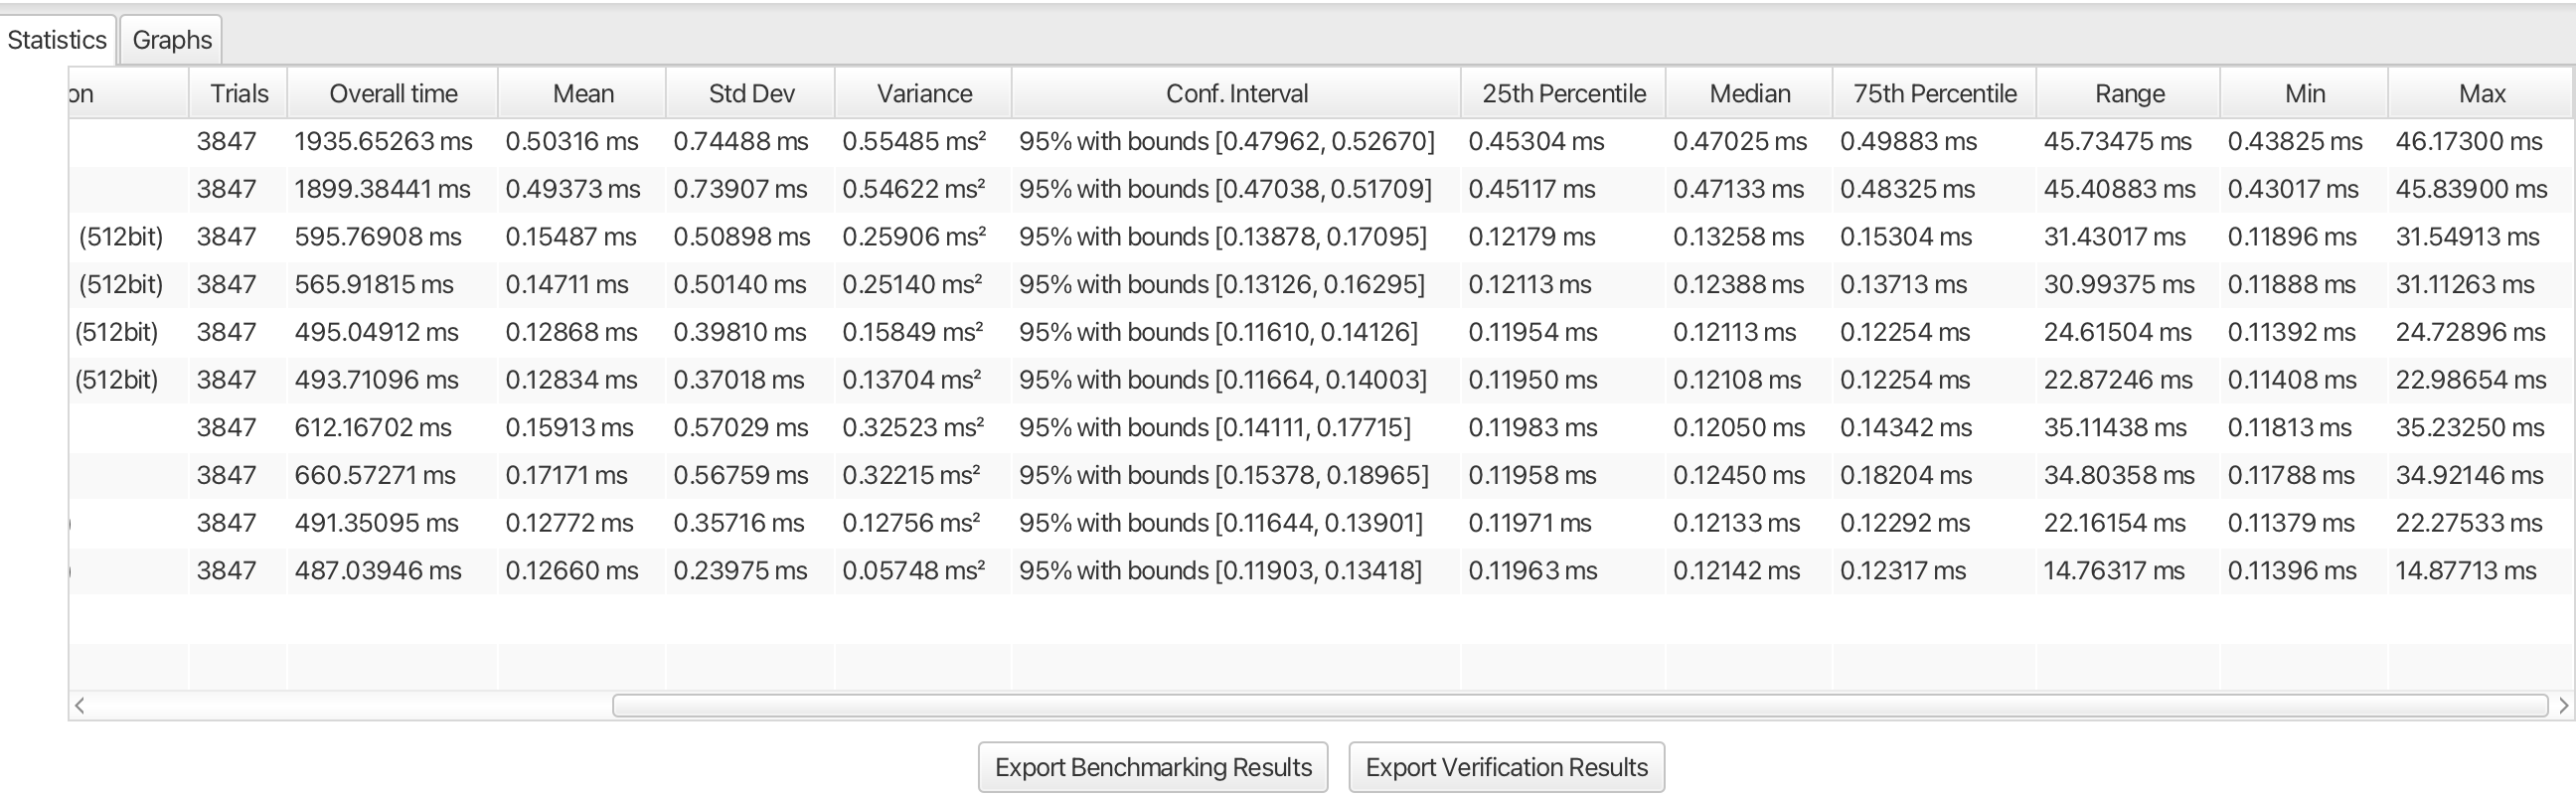 Statistics Graphs
on Trials Overall time Mean Std Dev Variance Conf. Interval 25th Percentile Median 75th Percentile Range Min Max
3847 1935.65263 ms 0.50316 ms 0.74488 ms 0.55485 ms² 95% with bounds [0.47962, 0.52670] 0.45304 ms 0.47025 ms 0.49883 ms 45.73475 ms 0.43825 ms 46.17300 ms
3847 1899.38441 ms 0.49373 ms 0.73907 ms 0.54622 ms² 95% with bounds [0.47038, 0.51709] 0.45117 ms 0.47133 ms 0.48325 ms 45.40883 ms 0.43017 ms 45.83900 ms
(512bit) 3847 595.76908 ms 0.15487 ms 0.50898 ms 0.25906 ms² 95% with bounds [0.13878, 0.17095] 0.12179 ms 0.13258 ms 0.15304 ms 31.43017 ms 0.11896 ms 31.54913 ms
(512bit) 3847 565.91815 ms 0.14711 ms 0.50140 ms 0.25140 ms² 95% with bounds [0.13126, 0.16295] 0.12113 ms 0.12388 ms 0.13713 ms 30.99375 ms 0.11888 ms 31.11263 ms
(512bit) 3847 495.04912 ms 0.12868 ms 0.39810 ms 0.15849 ms² 95% with bounds [0.11610, 0.14126] 0.11954 ms 0.12113 ms 0.12254 ms 24.61504 ms 0.11392 ms 24.72896 ms
(512bit) 3847 493.71096 ms 0.12834 ms 0.37018 ms 0.13704 ms² 95% with bounds [0.11664, 0.14003] 0.11950 ms 0.12108 ms 0.12254 ms 22.87246 ms 0.11408 ms 22.98654 ms
3847 612.16702 ms 0.15913 ms 0.57029 ms 0.32523 ms² 95% with bounds [0.14111, 0.17715] 0.11983 ms 0.12050 ms 0.14342 ms 35.11438 ms 0.11813 ms 35.23250 ms
3847 660.57271 ms 0.17171 ms 0.56759 ms 0.32215 ms² 95% with bounds [0.15378, 0.18965] 0.11958 ms 0.12450 ms 0.18204 ms 34.80358 ms 0.11788 ms 34.92146 ms
) 3847 491.35095 ms 0.12772 ms 0.35716 ms 0.12756 ms² 95% with bounds [0.11644, 0.13901] 0.11971 ms 0.12133 ms 0.12292 ms 22.16154 ms 0.11379 ms 22.27533 ms
) 3847 487.03946 ms 0.12660 ms 0.23975 ms 0.05748 ms² 95% with bounds [0.11903, 0.13418] 0.11963 ms 0.12142 ms 0.12317 ms 14.76317 ms 0.11396 ms 14.87713 ms
Export Benchmarking Results Export Verification Results